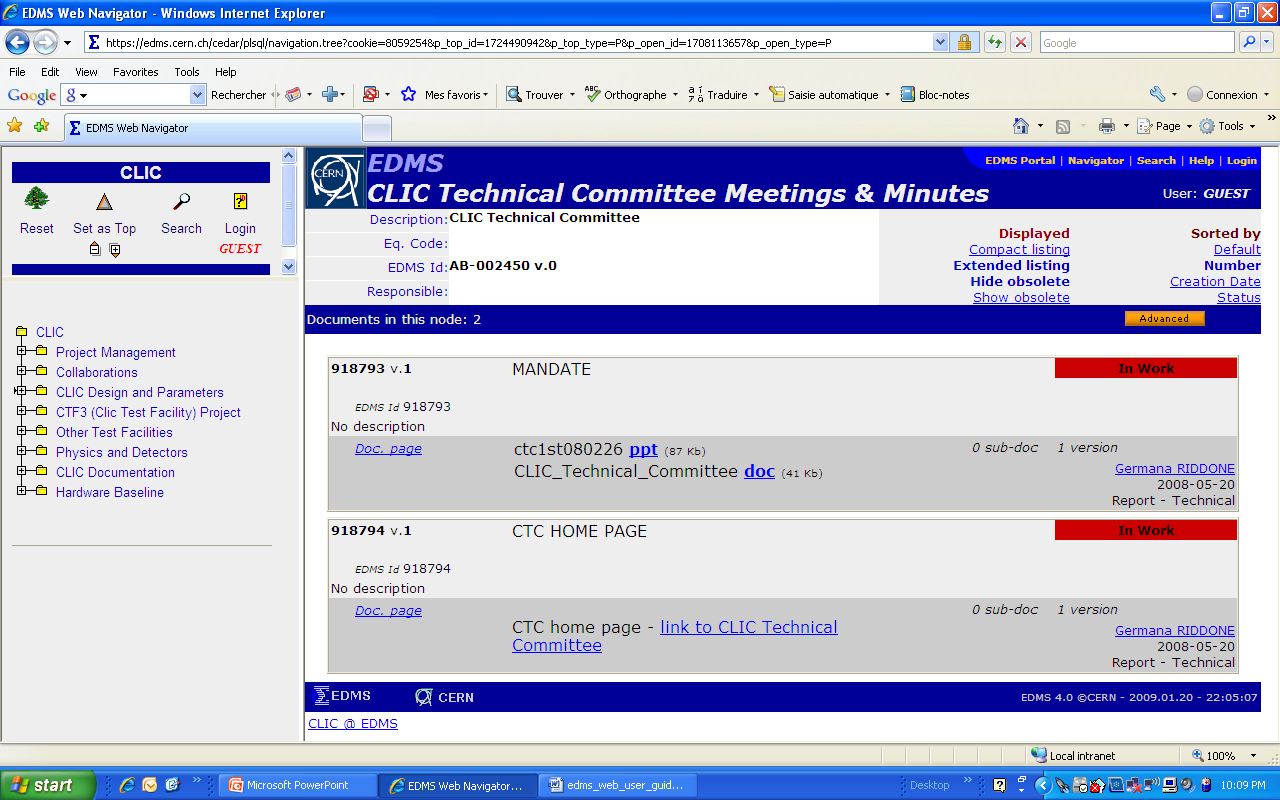 EDMS Web Navigator - Windows Internet Explorer
https://edms.cern.ch/cedar/plsql/navigation.tree?cookie=8059254&p_top_id=1724490942&p_top_type=P&p_open_id=1708113657&p_open_type=P
Google
File Edit View Favorites Tools Help
Google g Rechercher Mes favoris Trouver ABC Orthographe Traduire Saisie automatique Bloc-notes Connexion
EDMS Web Navigator Page Tools
CLIC
Reset Set as Top Search Login
GUEST
CLIC
Project Management
Collaborations
CLIC Design and Parameters
CTF3 (Clic Test Facility) Project
Other Test Facilities
Physics and Detectors
CLIC Documentation
Hardware Baseline
CERN
EDMS
EDMS Portal | Navigator | Search | Help | Login
CLIC Technical Committee Meetings & Minutes
User: GUEST
Description: CLIC Technical Committee
Eq. Code:
EDMS Id: AB-002450 v.0
Responsible:
Displayed
Compact listing
Extended listing
Hide obsolete
Show obsolete
Sorted by
Default
Number
Creation Date
Status
Documents in this node: 2
Advanced
918793 v.1 MANDATE In Work
EDMS Id 918793
No description
Doc. page ctc1st080226 ppt (87 Kb) 0 sub-doc 1 version
CLIC_Technical_Committee doc (41 Kb) Germana RIDDONE
2008-05-20
Report - Technical
918794 v.1 CTC HOME PAGE In Work
EDMS Id 918794
No description
Doc. page 0 sub-doc 1 version
CTC home page - link to CLIC Technical
Committee
Germana RIDDONE
2008-05-20
Report - Technical
EDMS CERN EDMS 4.0 ©CERN - 2009.01.20 - 22:05:07
CLIC @ EDMS
Local intranet 100%
start Microsoft PowerPoint EDMS Web Navigator... edms_web_user_guid... Desktop 10:09 PM